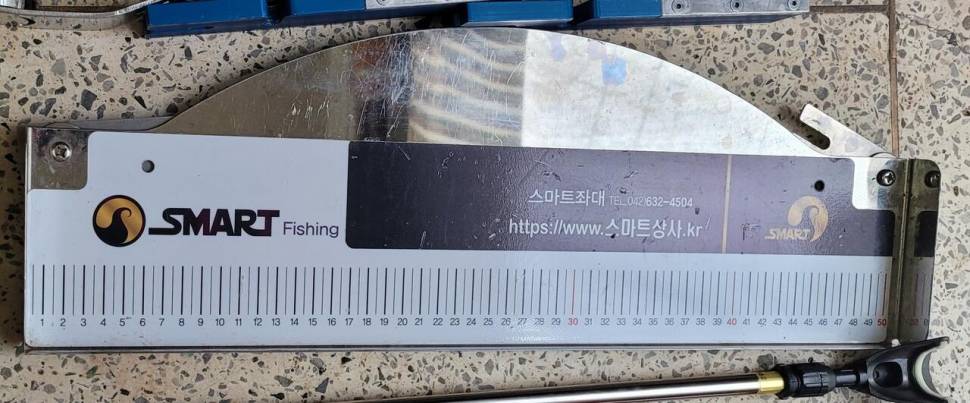 SMART Fishing
스마트좌대 TEL.042)632-4504
https://www.스마트상사.kr
SMART
1 2 3 4 5 6 7 8 9 10 11 12 13 14 15 16 17 18 19 20 21 22 23 24 25 26 27 28 29 30 31 32 33 34 35 36 37 38 39 40 41 42 43 44 45 46 47 48 49 50